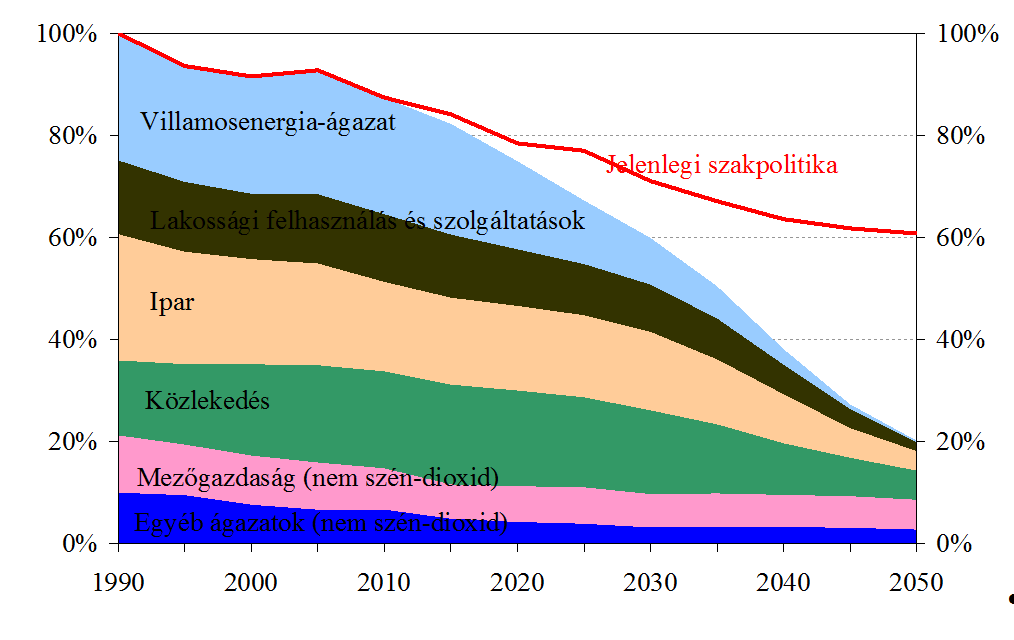 100%
100%
Villamosenergia-ágazat
80%
80%
Jelenlegi szakpolitika
Lakossági felhasználás és szolgáltatások
60%
60%
Ipar
40%
40%
Közlekedés
20%
20%
Mezőgazdaság (nem szén-dioxid)
Egyéb ágazatok (nem szén-dioxid)
0%
0%
1990 2000 2010 2020 2030 2040 2050